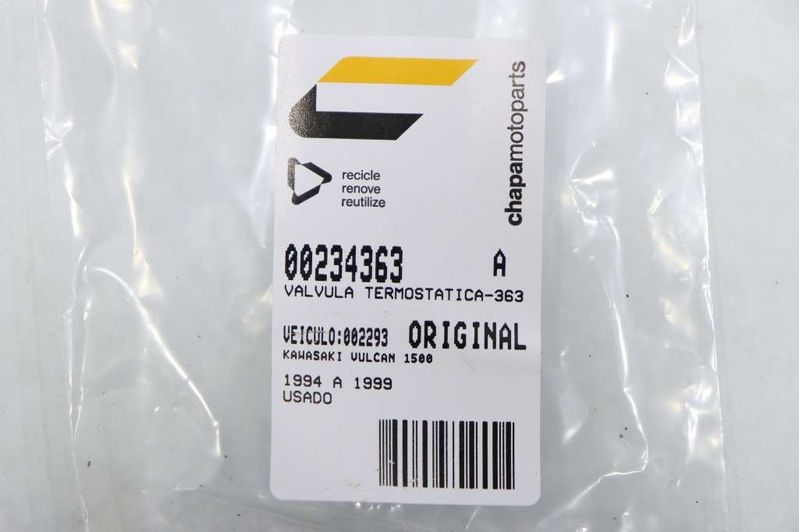 chapamotoparts
recicle
renove
reutilize
00234363 A
VALVULA TERMOSTATICA-363
VEICULO:002293 ORIGINAL
KAWASAKI VULCAN 1500
1994 A 1999
USADO